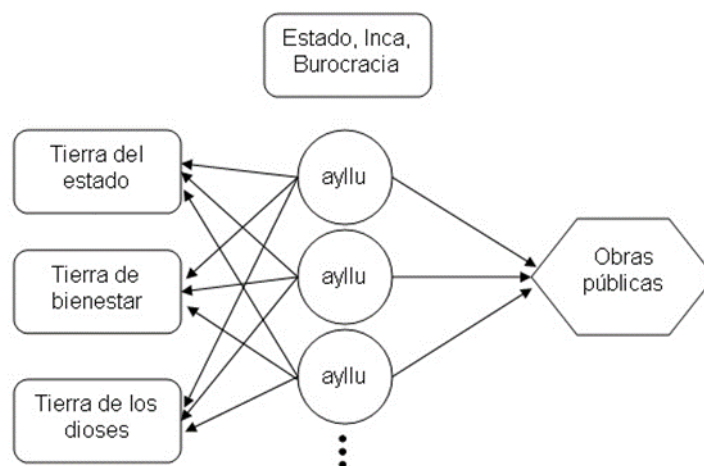 Estado, Inca,
Burocracia
Tierra del
estado
ayllu
Tierra de
bienestar
ayllu
Obras
públicas
Tierra de los
dioses
ayllu